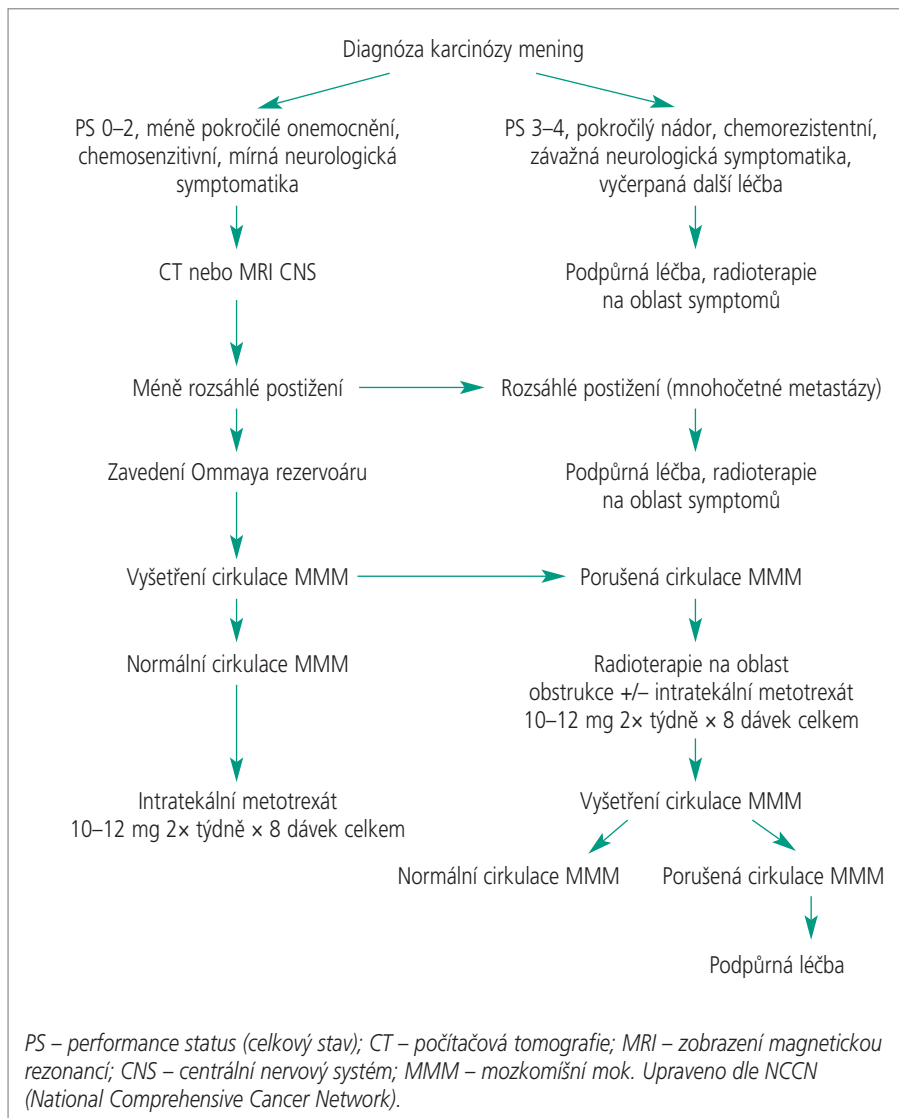 Diagnóza karcinózy mening
PS 0–2, méně pokročilé onemocnění,
chemosenzitivní, mírná neurologická
symptomatika
PS 3–4, pokročilý nádor, chemorezistentní,
závažná neurologická symptomatika,
vyčerpaná další léčba
CT nebo MRI CNS
Podpůrná léčba, radioterapie
na oblast symptomů
Méně rozsáhlé postižení
Rozsáhlé postižení (mnohočetné metastázy)
Zavedení Ommaya rezervoáru
Podpůrná léčba, radioterapie
na oblast symptomů
Vyšetření cirkulace MMM
Porušená cirkulace MMM
Normální cirkulace MMM
Radioterapie na oblast
obstrukce +/– intratekální metotrexát
10–12 mg 2× týdně × 8 dávek celkem
Intratekální metotrexát
10–12 mg 2× týdně × 8 dávek celkem
Vyšetření cirkulace MMM
Normální cirkulace MMM
Porušená cirkulace MMM
Podpůrná léčba
PS – performance status (celkový stav); CT – počítačová tomografie; MRI – zobrazení magnetickou
rezonancí; CNS – centrální nervový systém; MMM – mozkomíšní mok. Upraveno dle NCCN
(National Comprehensive Cancer Network).